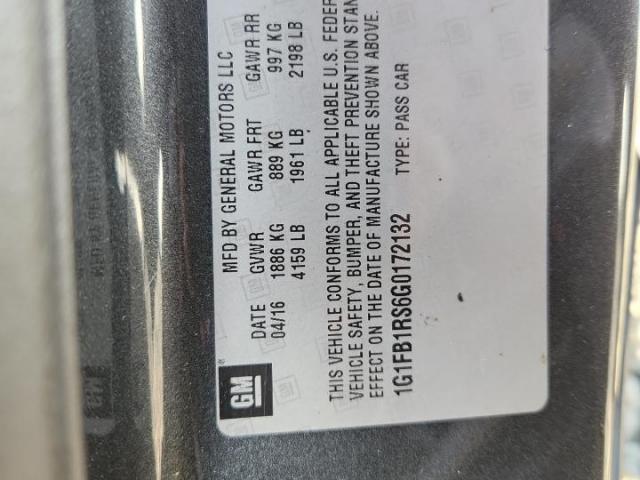 GM
MFD BY GENERAL MOTORS LLC
DATE GVWR GAWR FRT GAWR RR
04/16 1886 KG 889 KG 997 KG
4159 LB 1961 LB 2198 LB
THIS VEHICLE CONFORMS TO ALL APPLICABLE U.S. FEDER
VEHICLE SAFETY, BUMPER, AND THEFT PREVENTION STAN
EFFECT ON THE DATE OF MANUFACTURE SHOWN ABOVE.
1G1FB1RS6G0172132 TYPE: PASS CAR